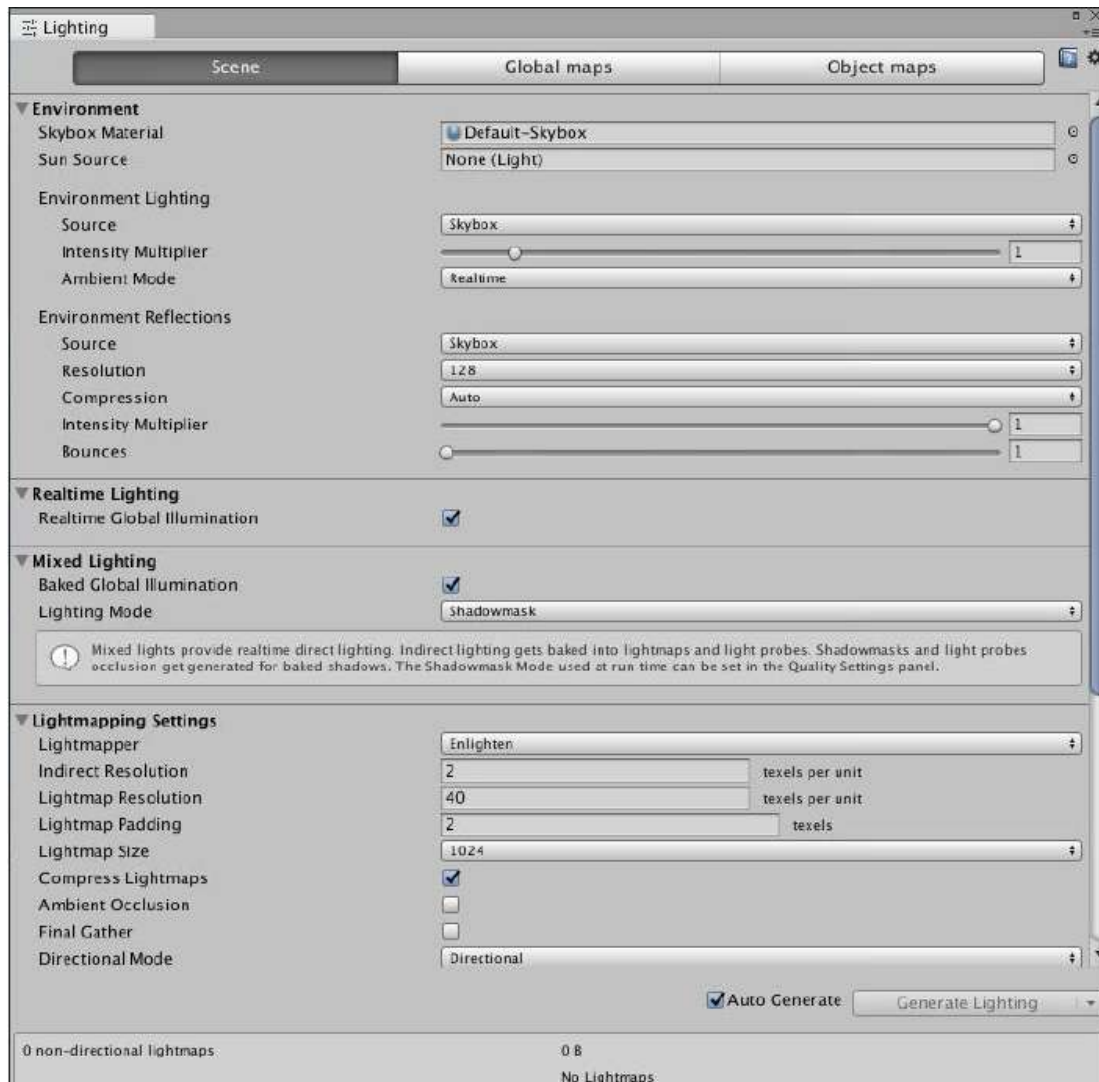 Lighting
Scene Global maps Object maps
Environment
Skybox Material Default-Skybox
Sun Source None (Light)
Environment Lighting
Source Skybox
Intensity Multiplier 1
Ambient Mode Realtime
Environment Reflections
Source Skybox
Resolution 128
Compression Auto
Intensity Multiplier 1
Bounces 1
Realtime Lighting
Realtime Global Illumination
Mixed Lighting
Baked Global Illumination
Lighting Mode Shadowmask
Mixed lights provide realtime direct lighting. Indirect lighting gets baked into lightmaps and light probes. Shadowmasks and light probes
occlusion get generated for baked shadows. The Shadowmask Mode used at run time can be set in the Quality Settings panel.
Lightmapping Settings
Lightmapper Enlighten
Indirect Resolution 2 texels per unit
Lightmap Resolution 40 texels per unit
Lightmap Padding 2 texels
Lightmap Size 1024
Compress Lightmaps
Ambient Occlusion
Final Gather
Directional Mode Directional
Auto Generate Generate Lighting
0 non-directional lightmaps 0 B
No Lightmaps